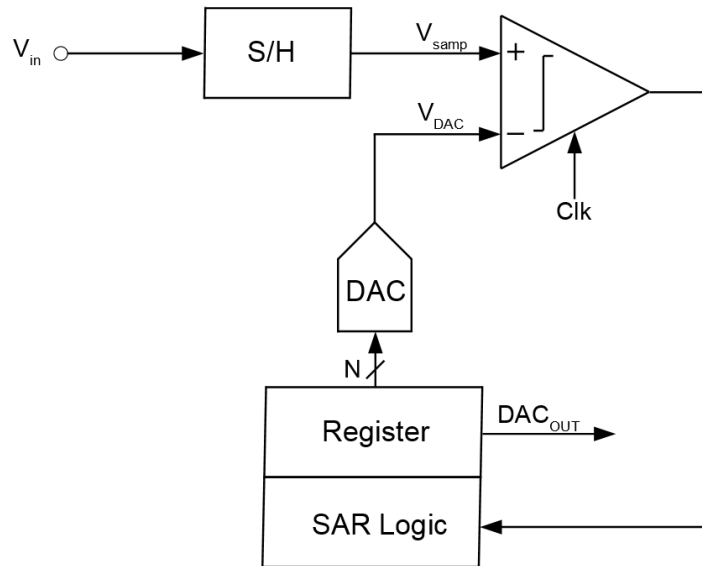 V_in
S/H
V_samp
+
V_DAC
−
Clk
DAC
N
Register
DAC_OUT
SAR Logic